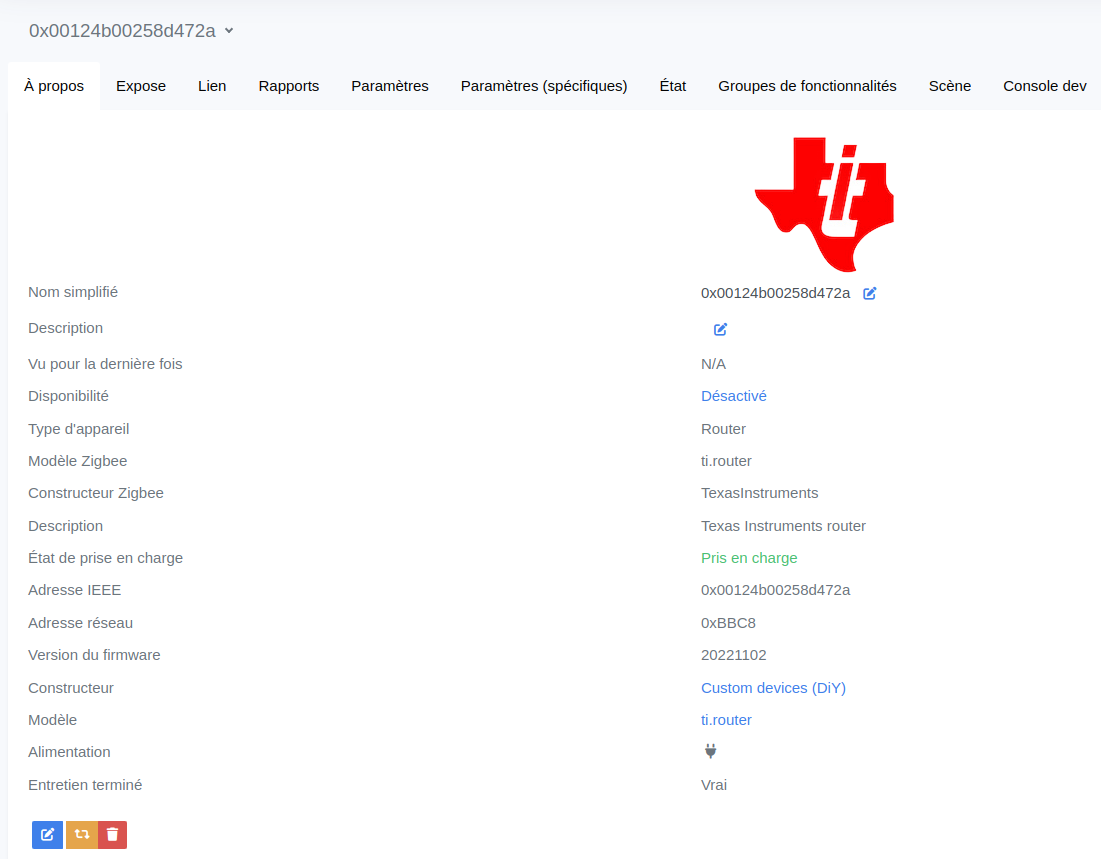 0x00124b00258d472a
À propos Expose Lien Rapports Paramètres Paramètres (spécifiques) État Groupes de fonctionnalités Scène Console dev
ti
Nom simplifié 0x00124b00258d472a
Description
Vu pour la dernière fois N/A
Disponibilité Désactivé
Type d'appareil Router
Modèle Zigbee ti.router
Constructeur Zigbee TexasInstruments
Description Texas Instruments router
État de prise en charge Pris en charge
Adresse IEEE 0x00124b00258d472a
Adresse réseau 0xBBC8
Version du firmware 20221102
Constructeur Custom devices (DiY)
Modèle ti.router
Alimentation
Entretien terminé Vrai